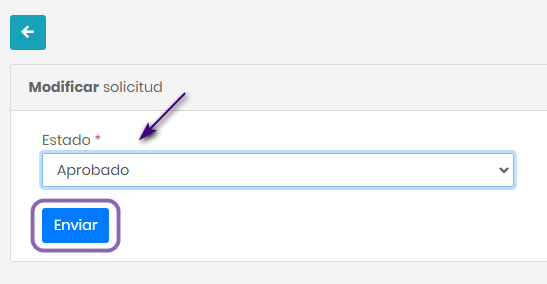 Modificar solicitud
Estado *
Aprobado
Enviar